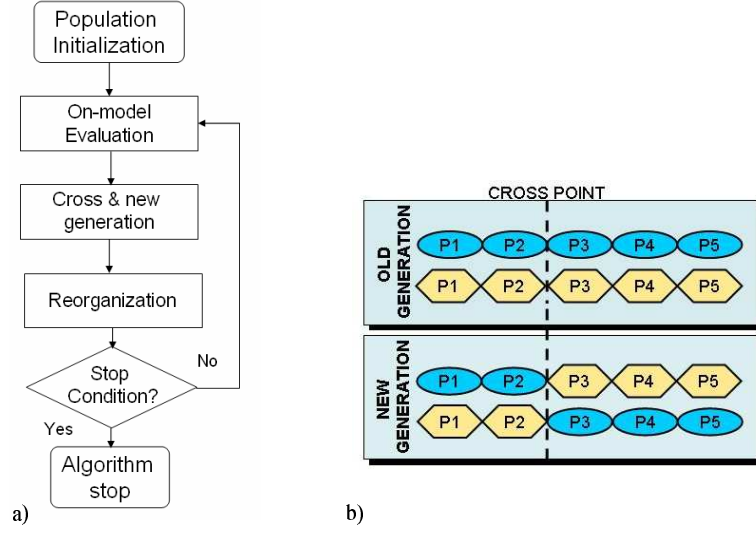 Population
Initialization
On-model
Evaluation
Cross & new
generation
Reorganization
Stop
Condition?
No
Yes
Algorithm
stop
a)
CROSS POINT
OLD
GENERATION
P1 P2 P3 P4 P5
P1 P2 P3 P4 P5
NEW
GENERATION
P1 P2 P3 P4 P5
P1 P2 P3 P4 P5
b)